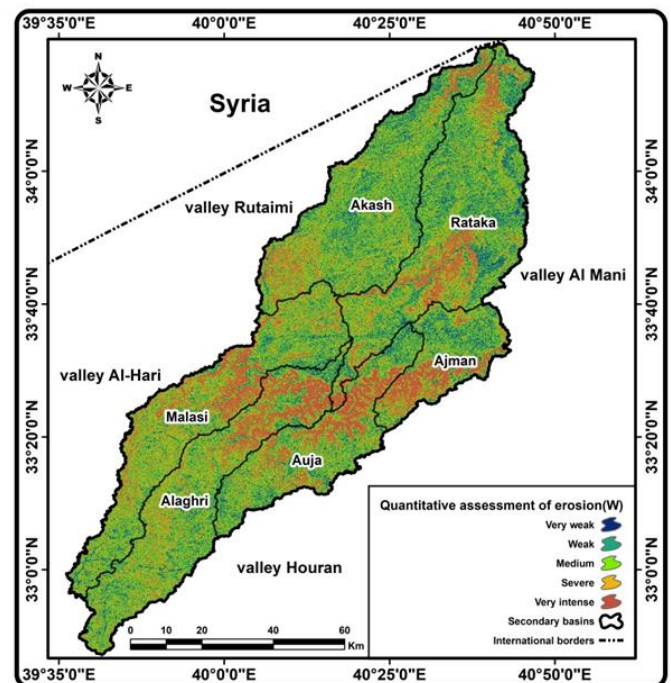 39°35'0"E 40°0'0"E 40°25'0"E 40°50'0"E
N
W E
S
Syria
34°0'0"N 34°0'0"N
valley Rutaimi
Akash
Rataka
valley Al Mani
33°40'0"N 33°40'0"N
valley Al-Hari
Ajman
Malasi
33°20'0"N 33°20'0"N
Auja
Alaghri
Quantitative assessment of erosion(W)
Very weak
Weak
Medium
Severe
Very intense
Secondary basins
International borders
valley Houran
33°0'0"N 33°0'0"N
0 10 20 40 60
Km
39°35'0"E 40°0'0"E 40°25'0"E 40°50'0"E